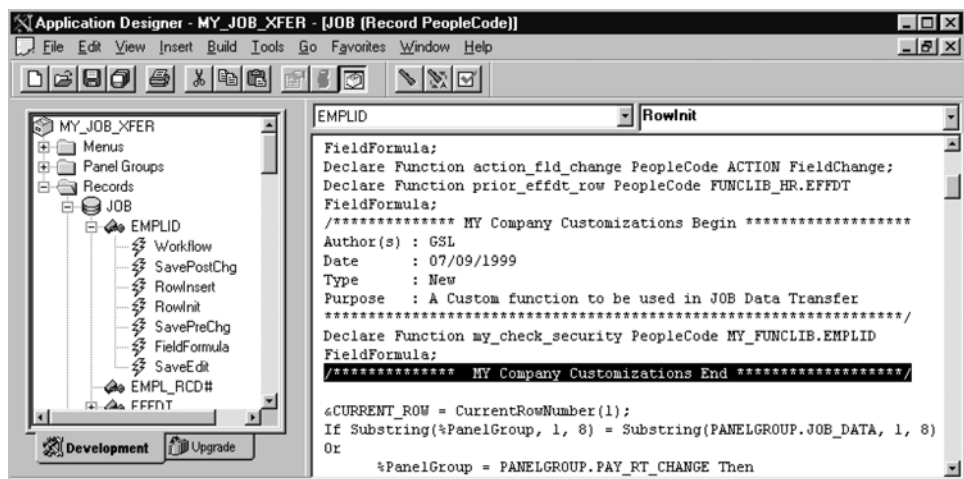 Application Designer - MY_JOB_XFER - [JOB (Record PeopleCode)]
File Edit View Insert Build Tools Go Favorites Window Help
MY_JOB_XFER
Menus
Panel Groups
Records
JOB
EMPLID
Workflow
SavePostChg
RowInsert
RowInit
SavePreChg
FieldFormula
SaveEdit
EMPL_RCD#
EFFDT
Development Upgrade
EMPLID RowInit
FieldFormula;
Declare Function action_fld_change PeopleCode ACTION FieldChange;
Declare Function prior_effdt_row PeopleCode FUNCLIB_HR.EFFDT
FieldFormula;
/************** MY Company Customizations Begin *******************
Author(s) : GSL
Date : 07/09/1999
Type : New
Purpose : A Custom function to be used in JOB Data Transfer
*******************************************************************/
Declare Function my_check_security PeopleCode MY_FUNCLIB.EMPLID
FieldFormula;
/************** MY Company Customizations End *******************/
&CURRENT_ROW = CurrentRowNumber(1);
If Substring(%PanelGroup, 1, 8) = Substring(PANELGROUP.JOB_DATA, 1, 8)
Or
%PanelGroup = PANELGROUP.PAY_RT_CHANGE Then